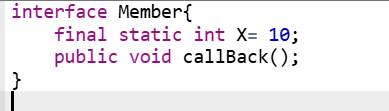 interface Member{
    final static int X= 10;
    public void callBack();
}